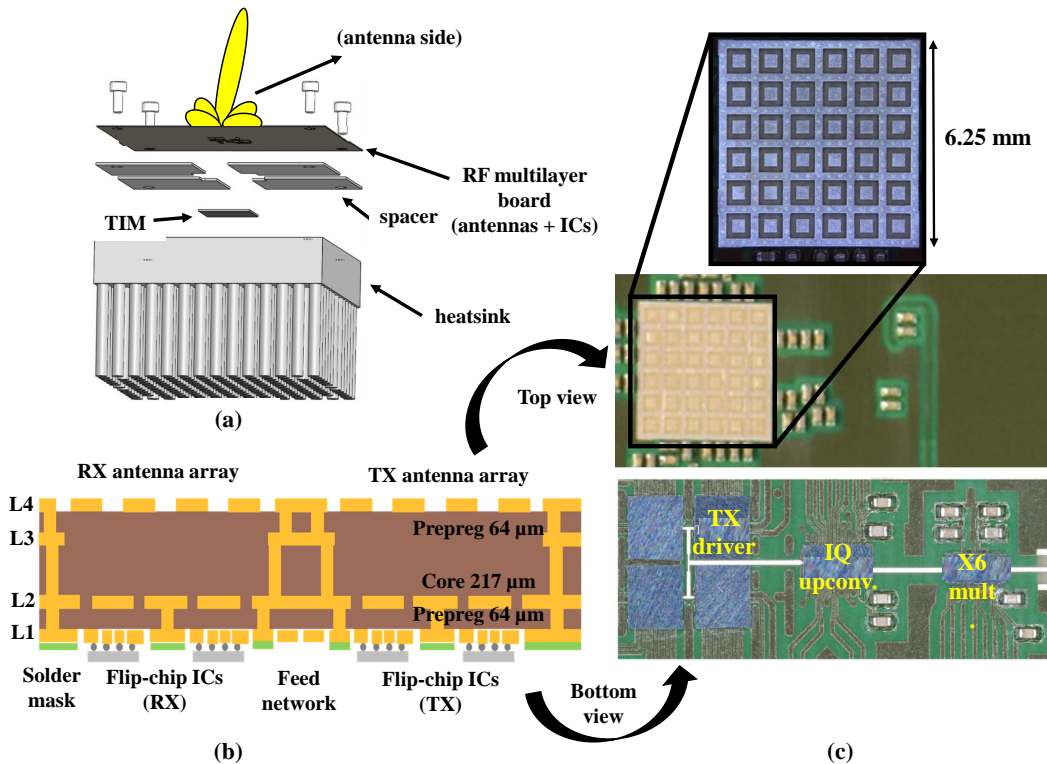 (antenna side)
RF multilayer
board
(antennas + ICs)
spacer
TIM
heatsink
(a)
6.25 mm
Top view
RX antenna array
TX antenna array
L4
Prepreg 64 µm
L3
Core 217 µm
L2
Prepreg 64 µm
L1
Solder
mask
Flip-chip ICs
(RX)
Feed
network
Flip-chip ICs
(TX)
(b)
TX
driver
IQ
upconv.
X6
mult
Bottom
view
(c)